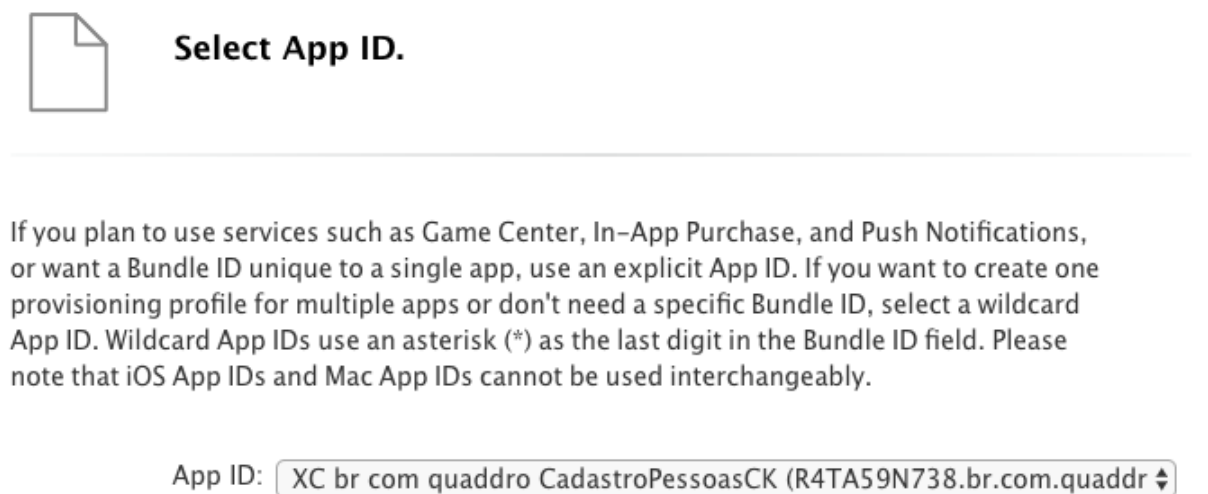 Select App ID.
If you plan to use services such as Game Center, In-App Purchase, and Push Notifications,
or want a Bundle ID unique to a single app, use an explicit App ID. If you want to create one
provisioning profile for multiple apps or don't need a specific Bundle ID, select a wildcard
App ID. Wildcard App IDs use an asterisk (*) as the last digit in the Bundle ID field. Please
note that iOS App IDs and Mac App IDs cannot be used interchangeably.
App ID: XC br com quaddro CadastroPessoasCK (R4TA59N738.br.com.quaddr